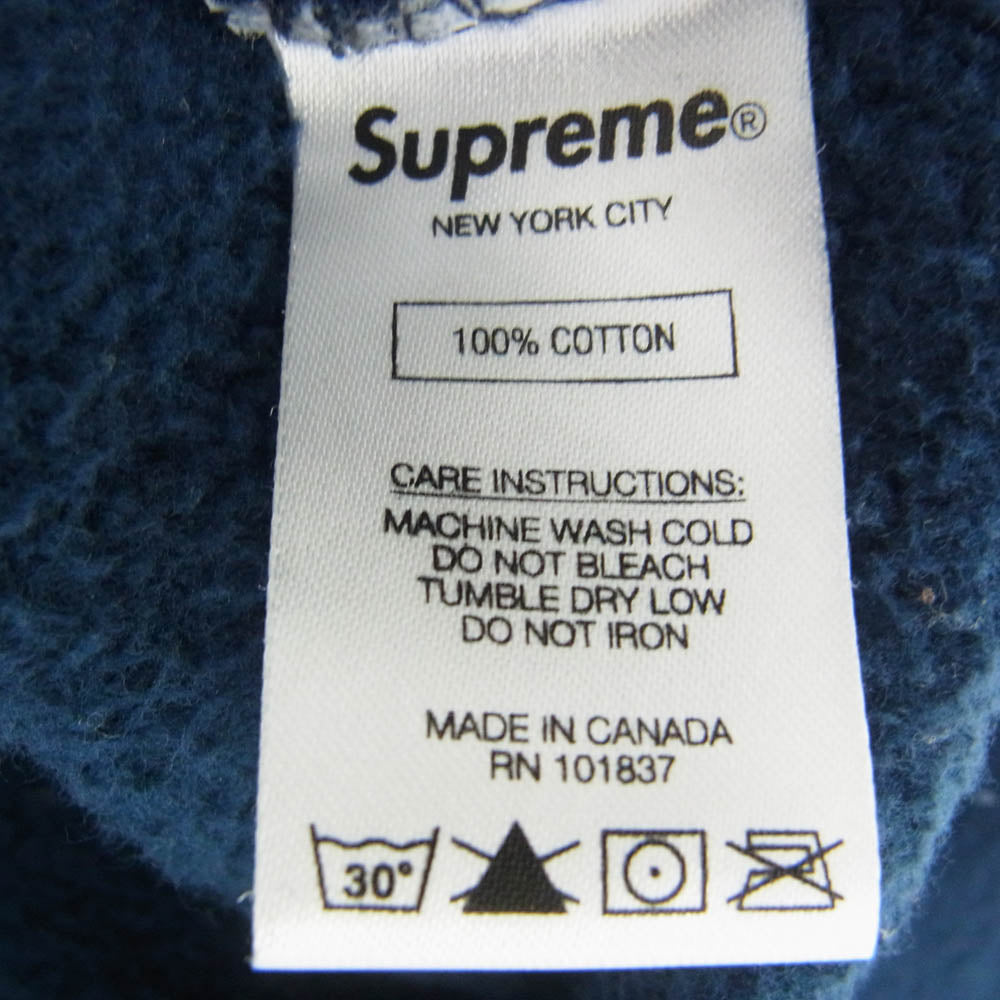 Supreme®
NEW YORK CITY
100% COTTON
CARE INSTRUCTIONS:
MACHINE WASH COLD
DO NOT BLEACH
TUMBLE DRY LOW
DO NOT IRON
MADE IN CANADA
RN 101837
30°